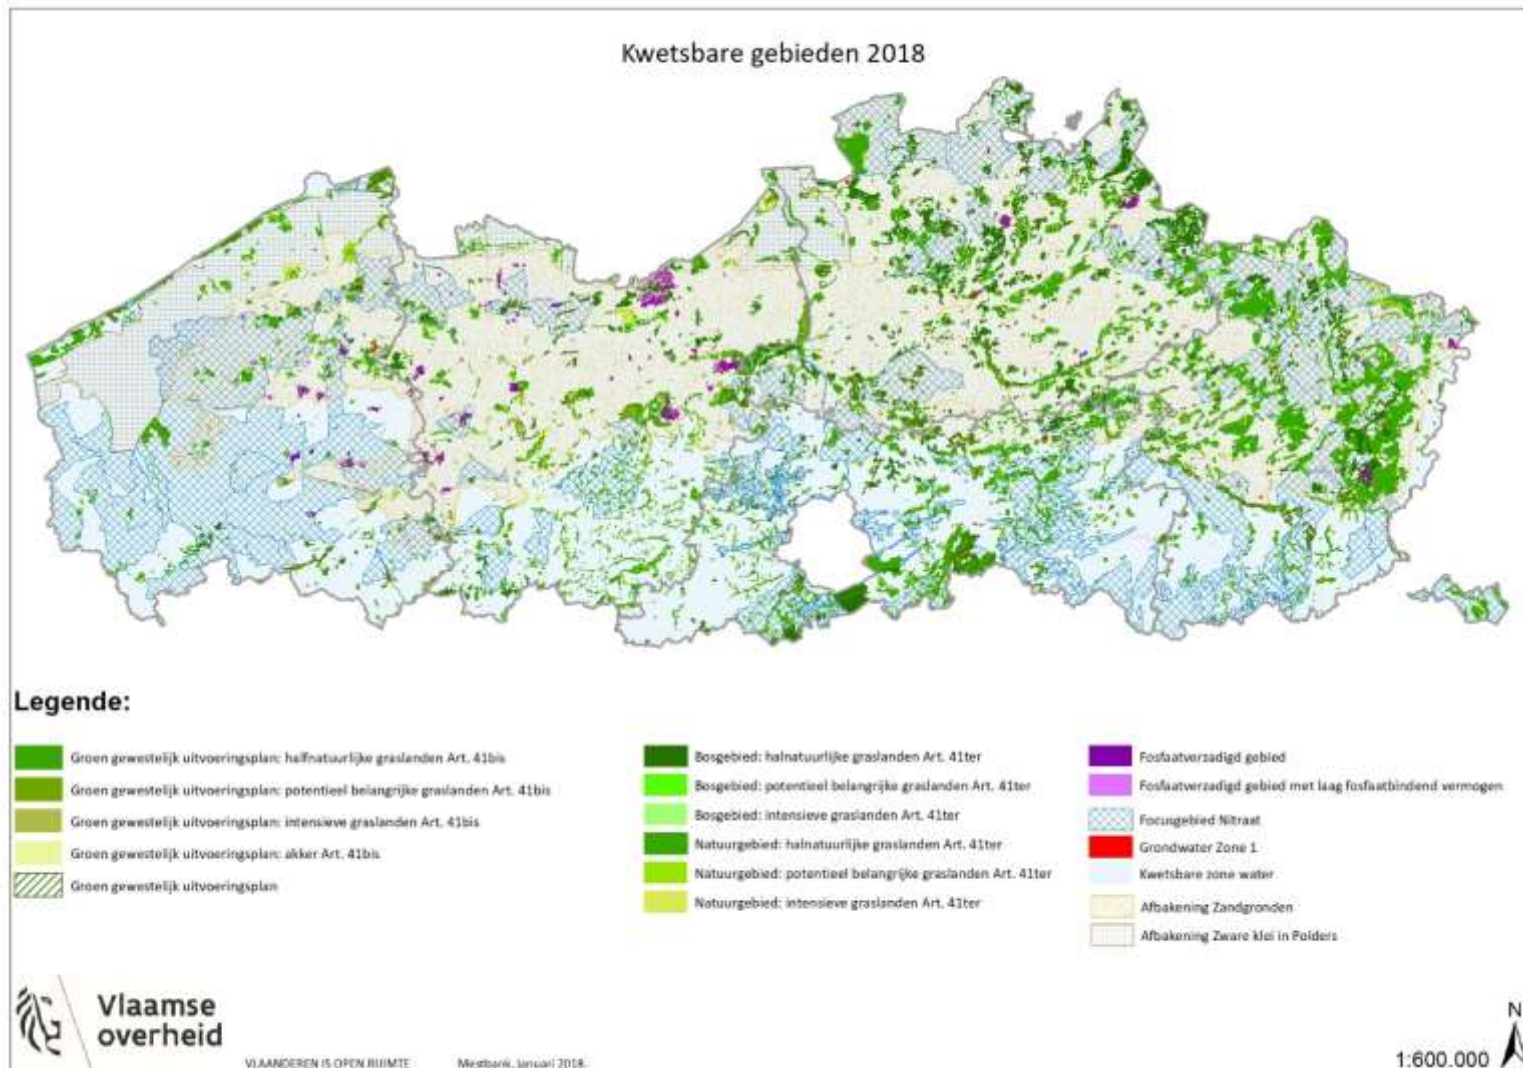 Kwetsbare gebieden 2018
Legende:
Groen gewestelijk uitvoeringsplan: halfnatuurlijke graslanden Art. 41bis
Groen gewestelijk uitvoeringsplan: potentieel belangrijke graslanden Art. 41bis
Groen gewestelijk uitvoeringsplan: intensieve graslanden Art. 41bis
Groen gewestelijk uitvoeringsplan: akker Art. 41bis
Groen gewestelijk uitvoeringsplan
Bosgebied: halnatuurlijke graslanden Art. 41ter
Bosgebied: potentieel belangrijke graslanden Art. 41ter
Bosgebied: intensieve graslanden Art. 41ter
Natuurgebied: halnatuurlijke graslanden Art. 41ter
Natuurgebied: potentieel belangrijke graslanden Art. 41ter
Natuurgebied: intensieve graslanden Art. 41ter
Fosfaatverzadigd gebied
Fosfaatverzadigd gebied met laag fosfaatbindend vermogen
Focusgebied Nitraat
Grondwater Zone 1
Kwetsbare zone water
Afbakening Zandgronden
Afbakening Zware klei in Polders
Vlaamse
overheid
VLAANDEREN IS OPEN RUIMTE
Mestbank, januari 2018.
N
1:600.000